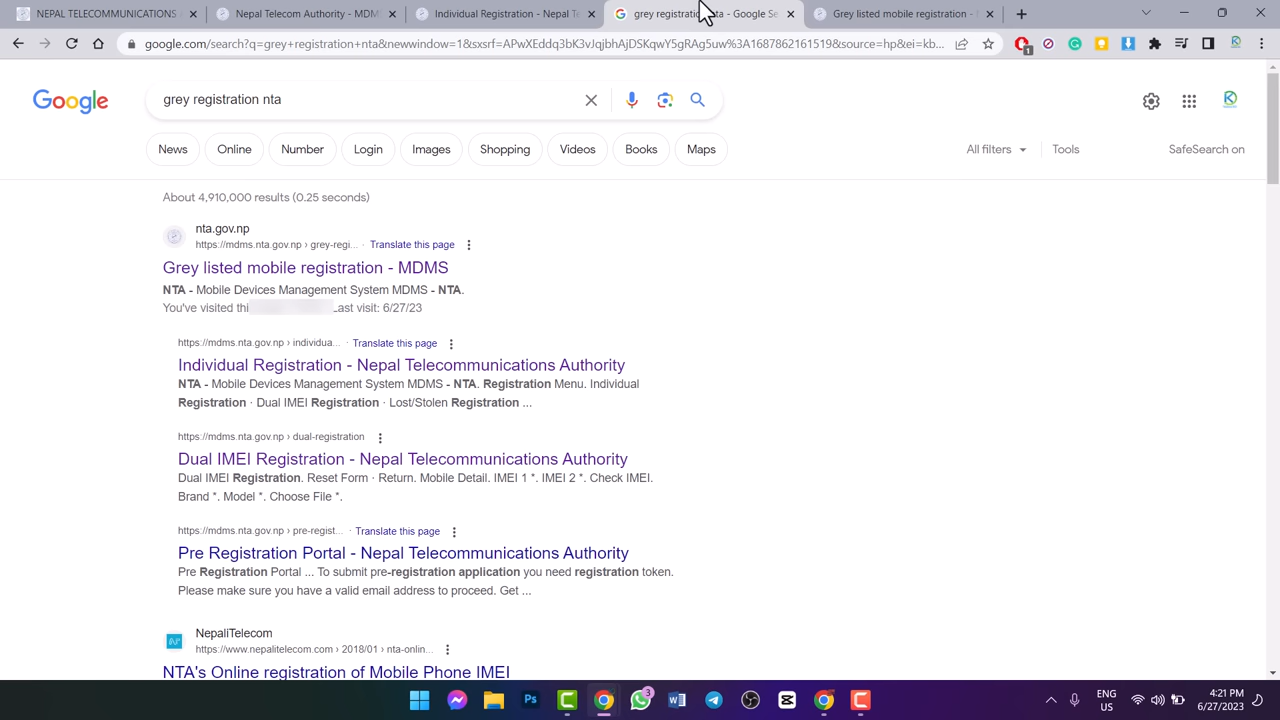 NEPAL TELECOMMUNICATIONS
Nepal Telecom Authority - MDM
Individual Registration - Nepal Te
grey registration nta - Google Se
Grey listed mobile registration -
google.com/search?q=grey+registration+nta&newwindow=1&sxsrf=APwXEddq3bK3vJqjbhAjDSKqwY5gRAg5uw%3A1687862161519&source=hp&ei=kb...
1
Google
grey registration nta
News
Online
Number
Login
Images
Shopping
Videos
Books
Maps
All filters
Tools
SafeSearch on
About 4,910,000 results (0.25 seconds)
nta.gov.np
https://mdms.nta.gov.np › grey-regi... · Translate this page
Grey listed mobile registration - MDMS
NTA - Mobile Devices Management System MDMS - NTA.
You've visited thi Last visit: 6/27/23
https://mdms.nta.gov.np › individua... · Translate this page
Individual Registration - Nepal Telecommunications Authority
NTA - Mobile Devices Management System MDMS - NTA. Registration Menu. Individual
Registration · Dual IMEI Registration · Lost/Stolen Registration ...
https://mdms.nta.gov.np › dual-registration
Dual IMEI Registration - Nepal Telecommunications Authority
Dual IMEI Registration. Reset Form · Return. Mobile Detail. IMEI 1 *. IMEI 2 *. Check IMEI.
Brand *. Model *. Choose File *.
https://mdms.nta.gov.np › pre-regist... · Translate this page
Pre Registration Portal - Nepal Telecommunications Authority
Pre Registration Portal ... To submit pre-registration application you need registration token.
Please make sure you have a valid email address to proceed. Get ...
NepaliTelecom
https://www.nepalitelecom.com › 2018/01 › nta-onlin...
NTA's Online registration of Mobile Phone IMEI
3
ENG
US
4:21 PM
6/27/2023